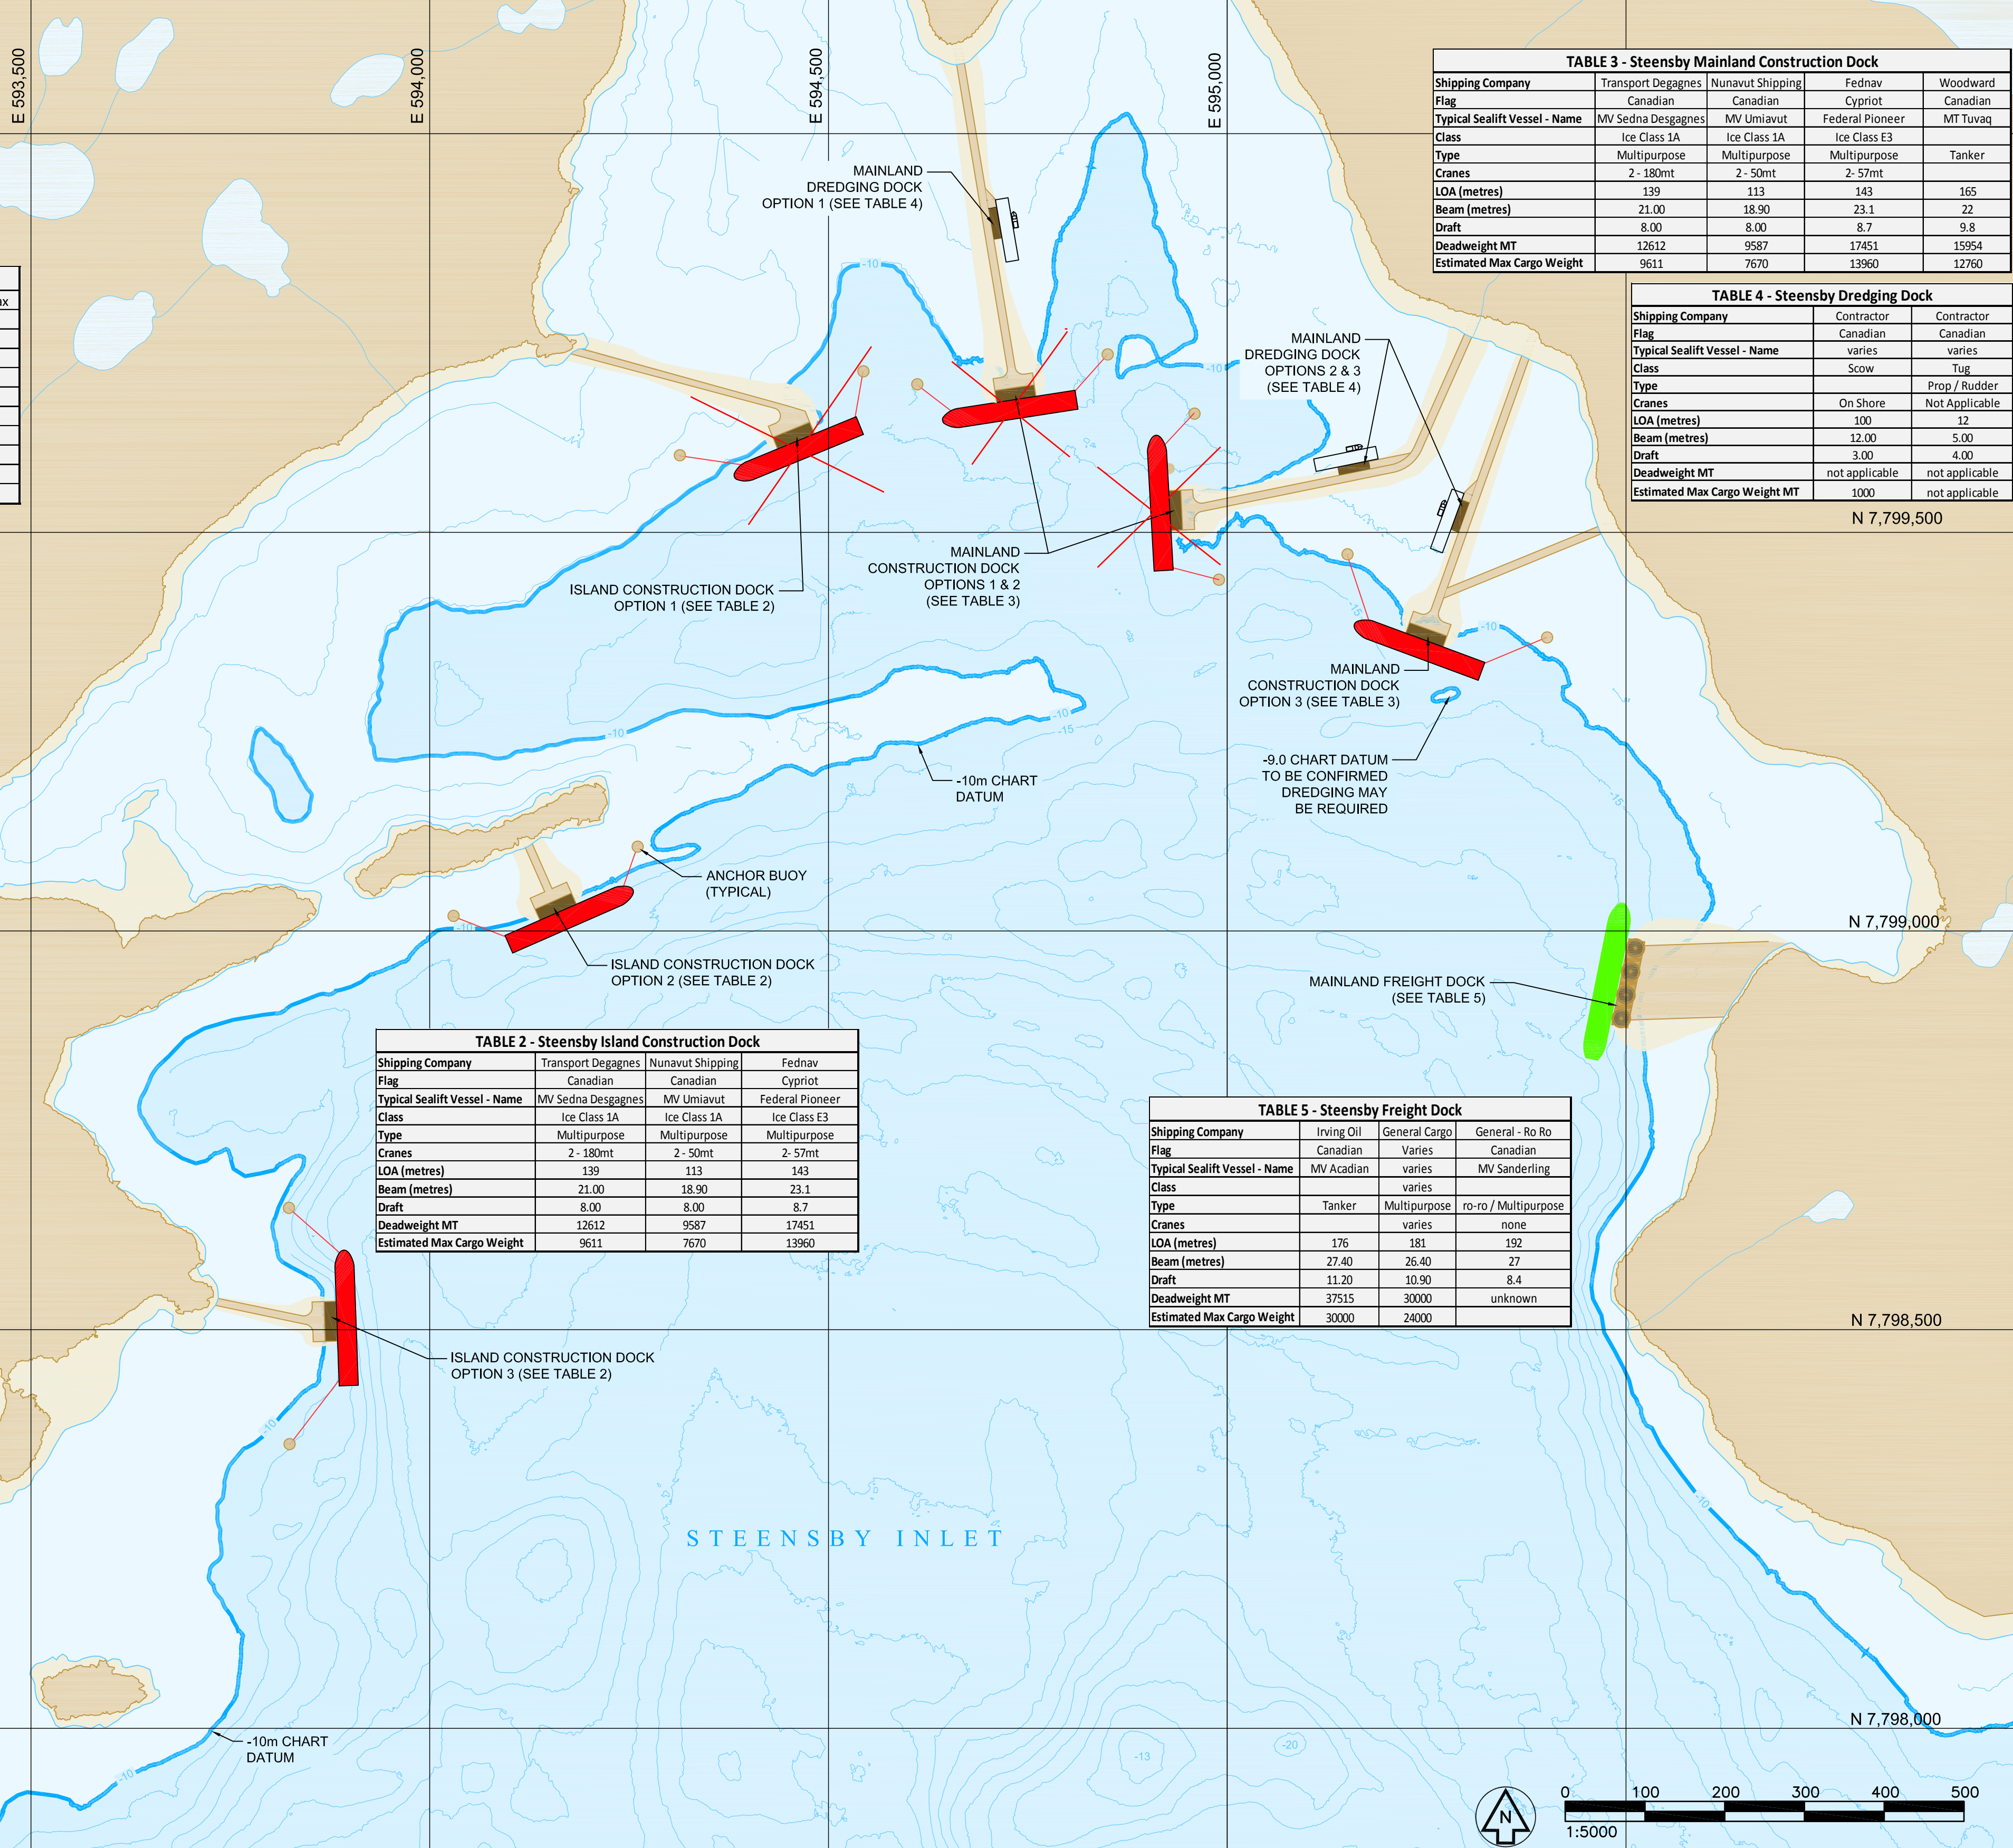 E 593,500
E 594,000
E 594,500
E 595,000
TABLE 3 - Steensby Mainland Construction Dock
Shipping Company Transport Degagnes Nunavut Shipping Fednav Woodward
Flag Canadian Canadian Cypriot Canadian
Typical Sealift Vessel - Name MV Sedna Desgagnes MV Umiavut Federal Pioneer MT Tuvaq
Class Ice Class 1A Ice Class 1A Ice Class E3
Type Multipurpose Multipurpose Multipurpose Tanker
Cranes 2 - 180mt 2 - 50mt 2- 57mt
LOA (metres) 139 113 143 165
Beam (metres) 21.00 18.90 23.1 22
Draft 8.00 8.00 8.7 9.8
Deadweight MT 12612 9587 17451 15954
Estimated Max Cargo Weight 9611 7670 13960 12760
MAINLAND
DREDGING DOCK
OPTION 1 (SEE TABLE 4)
-10
ax
TABLE 4 - Steensby Dredging Dock
Shipping Company Contractor Contractor
Flag Canadian Canadian
Typical Sealift Vessel - Name varies varies
Class Scow Tug
Type Prop / Rudder
Cranes On Shore Not Applicable
LOA (metres) 100 12
Beam (metres) 12.00 5.00
Draft 3.00 4.00
Deadweight MT not applicable not applicable
Estimated Max Cargo Weight MT 1000 not applicable
MAINLAND
DREDGING DOCK
OPTIONS 2 & 3
(SEE TABLE 4)
-10
N 7,799,500
MAINLAND
CONSTRUCTION DOCK
OPTIONS 1 & 2
(SEE TABLE 3)
ISLAND CONSTRUCTION DOCK
OPTION 1 (SEE TABLE 2)
-15
-10
MAINLAND
CONSTRUCTION DOCK
OPTION 3 (SEE TABLE 3)
-10
-10
-15
-9.0 CHART DATUM
TO BE CONFIRMED
DREDGING MAY
BE REQUIRED
-15
-10m CHART
DATUM
ANCHOR BUOY
(TYPICAL)
-10
N 7,799,000
ISLAND CONSTRUCTION DOCK
OPTION 2 (SEE TABLE 2)
MAINLAND FREIGHT DOCK
(SEE TABLE 5)
TABLE 2 - Steensby Island Construction Dock
Shipping Company Transport Degagnes Nunavut Shipping Fednav
Flag Canadian Canadian Cypriot
Typical Sealift Vessel - Name MV Sedna Desgagnes MV Umiavut Federal Pioneer
Class Ice Class 1A Ice Class 1A Ice Class E3
Type Multipurpose Multipurpose Multipurpose
Cranes 2 - 180mt 2 - 50mt 2- 57mt
LOA (metres) 139 113 143
Beam (metres) 21.00 18.90 23.1
Draft 8.00 8.00 8.7
Deadweight MT 12612 9587 17451
Estimated Max Cargo Weight 9611 7670 13960
TABLE 5 - Steensby Freight Dock
Shipping Company Irving Oil General Cargo General - Ro Ro
Flag Canadian Varies Canadian
Typical Sealift Vessel - Name MV Acadian varies MV Sanderling
Class varies
Type Tanker Multipurpose ro-ro / Multipurpose
Cranes varies none
LOA (metres) 176 181 192
Beam (metres) 27.40 26.40 27
Draft 11.20 10.90 8.4
Deadweight MT 37515 30000 unknown
Estimated Max Cargo Weight 30000 24000
N 7,798,500
ISLAND CONSTRUCTION DOCK
OPTION 3 (SEE TABLE 2)
-10
-10
STEENSBY INLET
N 7,798,000
-10m CHART
DATUM
-13
-20
-10
N
0 100 200 300 400 500
1:5000